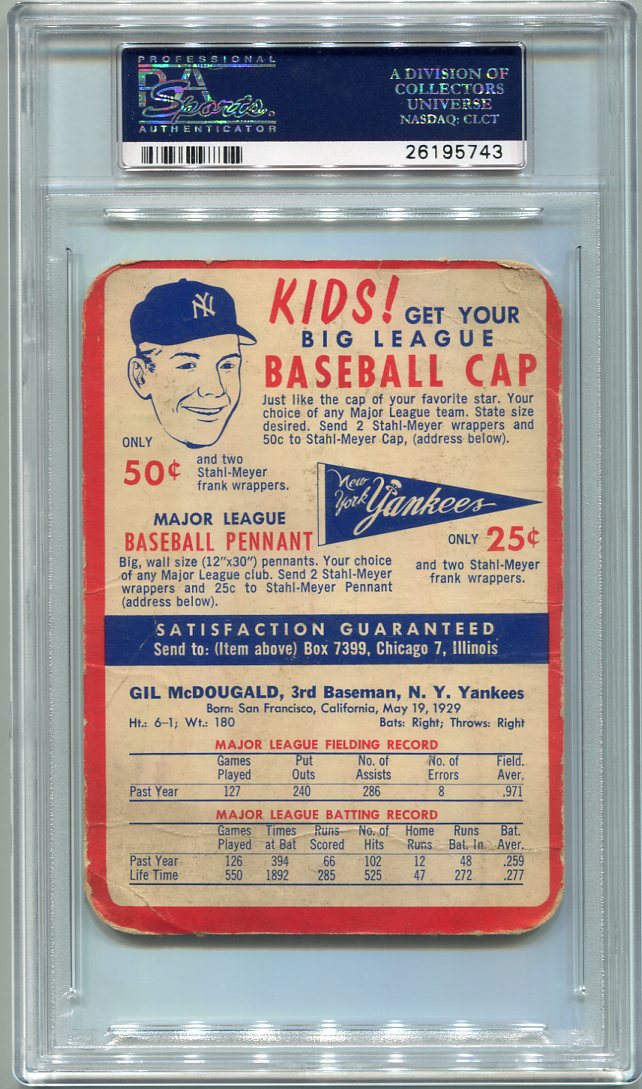 PROFESSIONAL
PSA
Sports
AUTHENTICATOR
A DIVISION OF
COLLECTORS
UNIVERSE
NASDAQ: CLCT
26195743
NY
KIDS! GET YOUR
BIG LEAGUE
BASEBALL CAP
Just like the cap of your favorite star. Your
choice of any Major League team. State size
desired. Send 2 Stahl-Meyer wrappers and
50c to Stahl-Meyer Cap, (address below).
ONLY
50¢ and two
Stahl-Meyer
frank wrappers.
New York Yankees
MAJOR LEAGUE
BASEBALL PENNANT
ONLY 25¢
Big, wall size (12"x30") pennants. Your choice
of any Major League club. Send 2 Stahl-Meyer
wrappers and 25c to Stahl-Meyer Pennant
(address below).
and two Stahl-Meyer
frank wrappers.
SATISFACTION GUARANTEED
Send to: (Item above) Box 7399, Chicago 7, Illinois
GIL McDOUGALD, 3rd Baseman, N. Y. Yankees
Born: San Francisco, California, May 19, 1929
Ht.: 6-1; Wt.: 180 Bats: Right; Throws: Right
MAJOR LEAGUE FIELDING RECORD
Games Put No. of No. of Field.
Played Outs Assists Errors Aver.
Past Year 127 240 286 8 .971
MAJOR LEAGUE BATTING RECORD
Games Times Runs No. of Home Runs Bat.
Played at Bat Scored Hits Runs Bat. In Aver.
Past Year 126 394 66 102 12 48 .259
Life Time 550 1892 285 525 47 272 .277